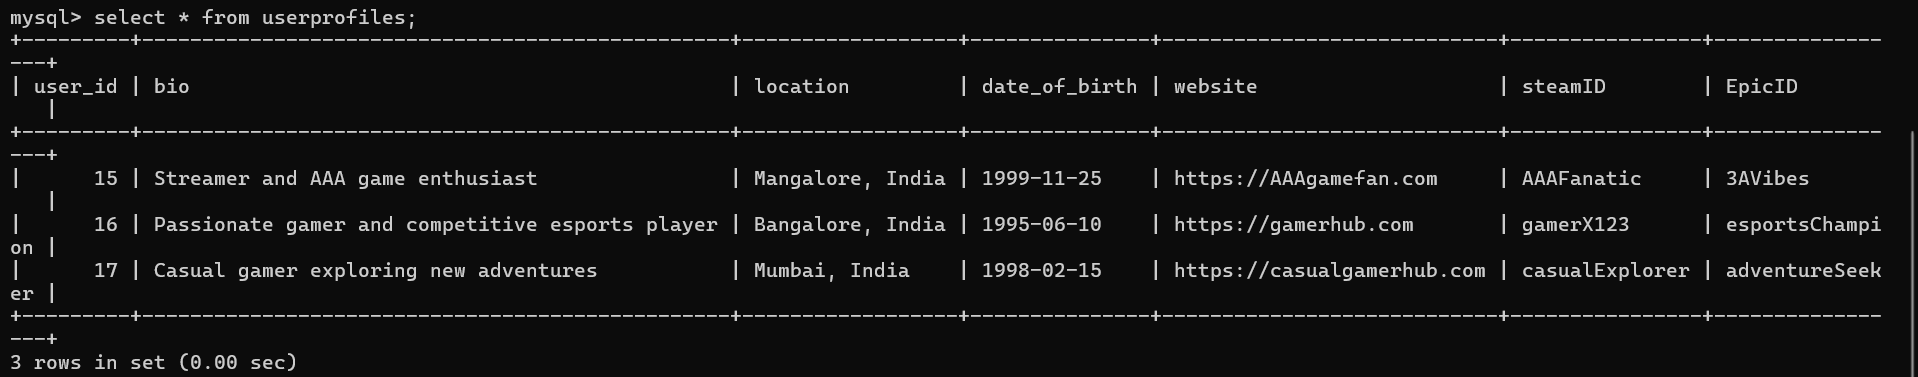 mysql> select * from userprofiles;
+---------+-------------------------------------------------+------------------+---------------+----------------------------+----------------+--------------
---+
| user_id | bio                                             | location         | date_of_birth | website                    | steamID        | EpicID
   |
+---------+-------------------------------------------------+------------------+---------------+----------------------------+----------------+--------------
---+
|      15 | Streamer and AAA game enthusiast                | Mangalore, India | 1999-11-25    | https://AAAgamefan.com     | AAAFanatic     | 3AVibes
   |
|      16 | Passionate gamer and competitive esports player | Bangalore, India | 1995-06-10    | https://gamerhub.com       | gamerX123      | esportsChampi
on |
|      17 | Casual gamer exploring new adventures           | Mumbai, India    | 1998-02-15    | https://casualgamerhub.com | casualExplorer | adventureSeek
er |
+---------+-------------------------------------------------+------------------+---------------+----------------------------+----------------+--------------
---+
3 rows in set (0.00 sec)